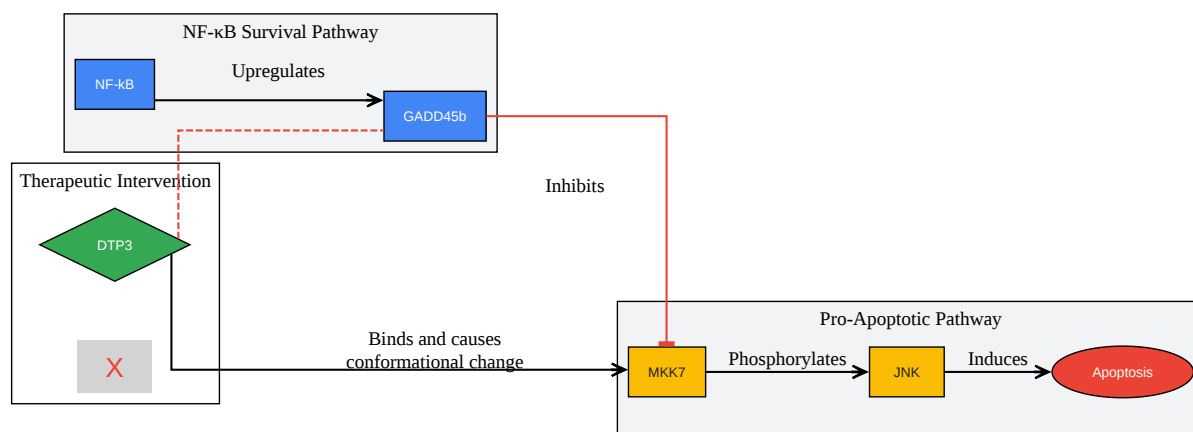 NF-κB Survival Pathway
Upregulates
NF-kB
GADD45b
Therapeutic Intervention
Inhibits
DTP3
Pro-Apoptotic Pathway
Binds and causes
conformational change
X
MKK7
Phosphorylates
JNK
Induces
Apoptosis